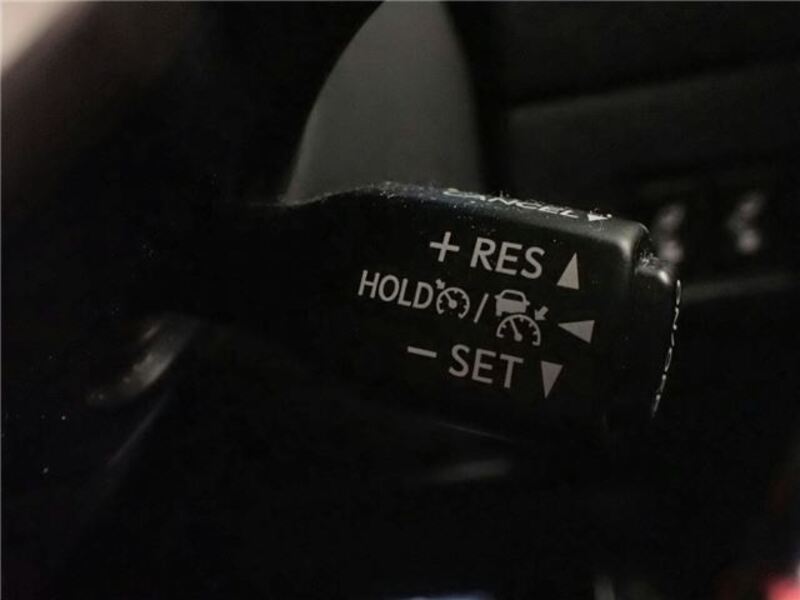 CANCEL
+ RES
HOLD /
- SET